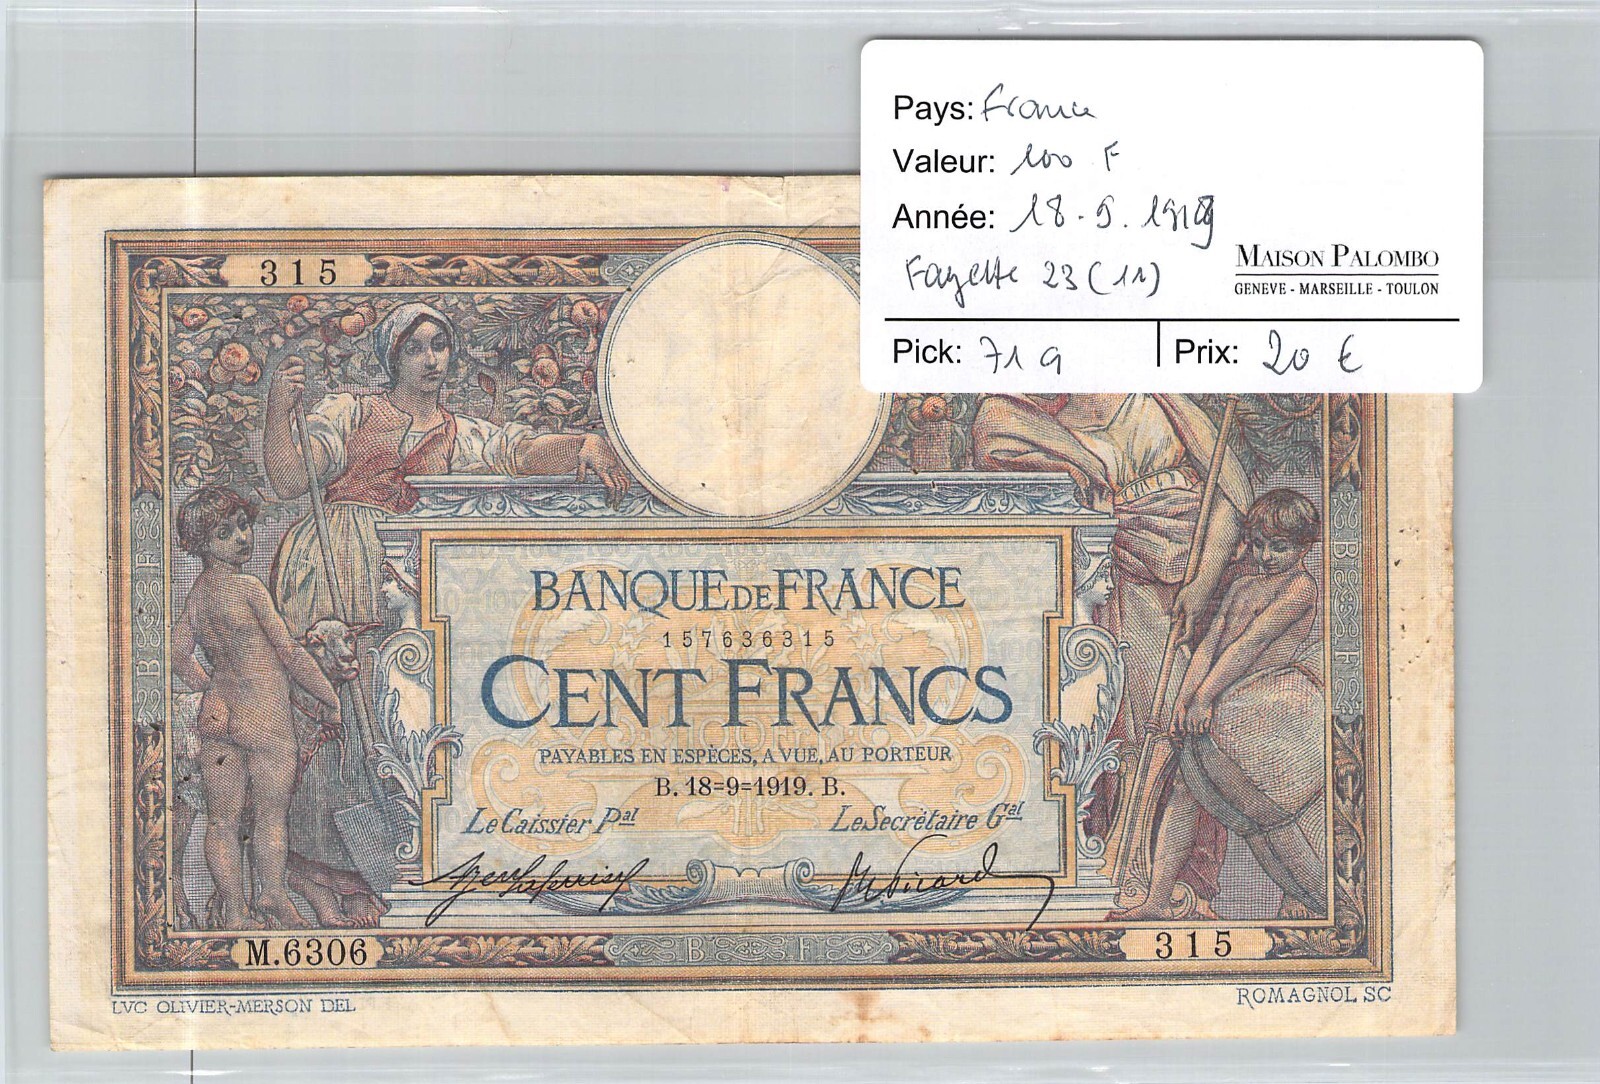 Pays: France
Valeur: 100 F
Année: 18.9.1919
Fayette 23 (11)
MAISON PALOMBO
GENEVE - MARSEILLE - TOULON
Pick: 71 a
Prix: 20 €
315
B F
B F
BANQUE DE FRANCE
157636315
CENT FRANCS
PAYABLES EN ESPÈCES, A VUE, AU PORTEUR
B. 18=9=1919. B.
Le Caissier Pal
Le Secrétaire Gal
Picard
M.6306
B F
315
LVC OLIVIER-MERSON DEL
ROMAGNOL SC